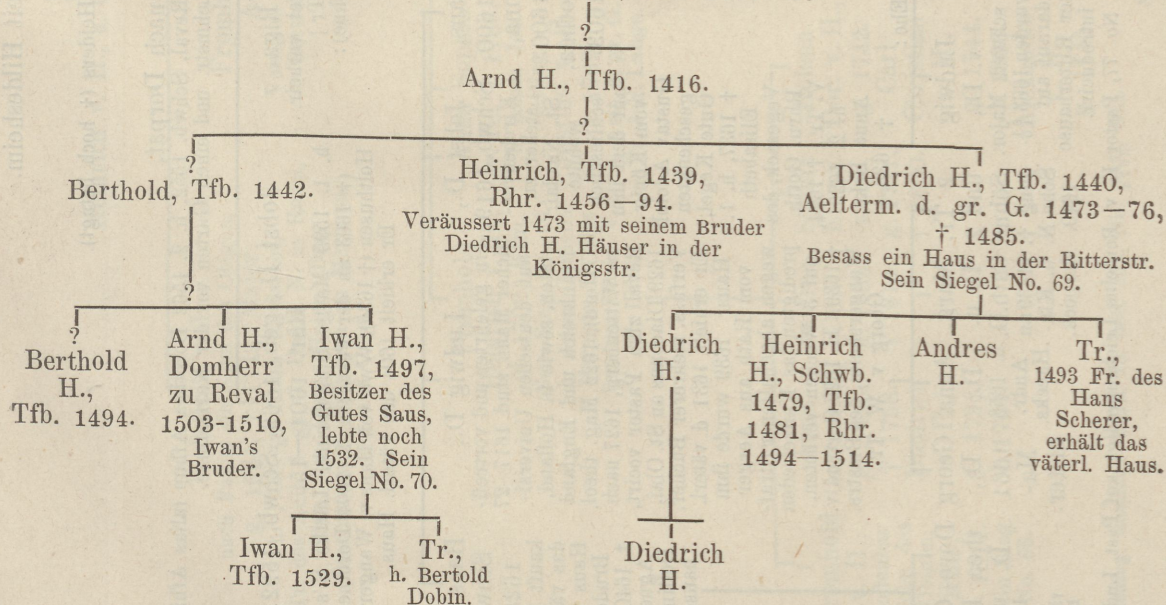 ?
Arnd H., Tfb. 1416.
?
?
Berthold, Tfb. 1442.
Heinrich, Tfb. 1439,
Rhr. 1456—94.
Veräussert 1473 mit seinem Bruder
Diedrich H. Häuser in der
Königsstr.
Diedrich H., Tfb. 1440,
Aelterm. d. gr. G. 1473—76,
† 1485.
Besass ein Haus in der Ritterstr.
Sein Siegel No. 69.
?
?
Berthold
H.,
Tfb. 1494.
Arnd H.,
Domherr
zu Reval
1503-1510,
Iwan's
Bruder.
Iwan H.,
Tfb. 1497,
Besitzer des
Gutes Saus,
lebte noch
1532. Sein
Siegel No. 70.
Diedrich
H.
Heinrich
H., Schwb.
1479, Tfb.
1481, Rhr.
1494—1514.
Andres
H.
Tr.,
1493 Fr. des
Hans
Scherer,
erhält das
väterl. Haus.
Iwan H.,
Tfb. 1529.
Tr.,
h. Bertold
Dobin.
Diedrich
H.